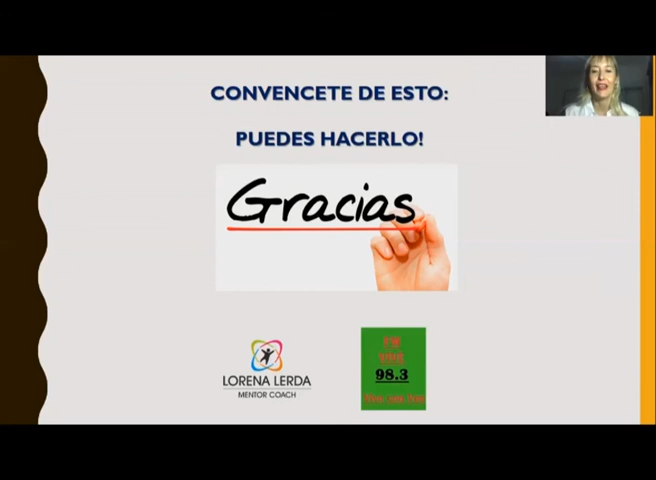 CONVENCETE DE ESTO:
PUEDES HACERLO!
Gracias
LORENA LERDA
MENTOR COACH
FM
98.3